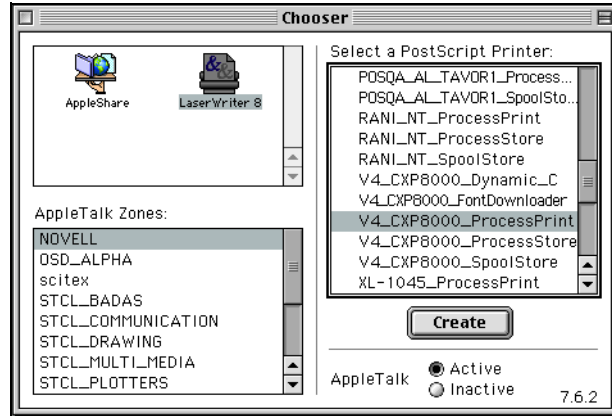 Chooser
AppleShare
LaserWriter 8
AppleTalk Zones:
NOVELL
OSD_ALPHA
scitex
STCL_BADAS
STCL_COMMUNICATION
STCL_DRAWING
STCL_MULTI_MEDIA
STCL_PLOTTERS
Select a PostScript Printer:
POSQA_AL_TAVOR1_Process...
POSQA_AL_TAVOR1_SpoolSto...
RANI_NT_ProcessPrint
RANI_NT_ProcessStore
RANI_NT_SpoolStore
V4_CXP8000_Dynamic_C
V4_CXP8000_FontDownloader
V4_CXP8000_ProcessPrint
V4_CXP8000_ProcessStore
V4_CXP8000_SpoolStore
XL-1045_ProcessPrint
Create
AppleTalk
Active
Inactive
7.6.2